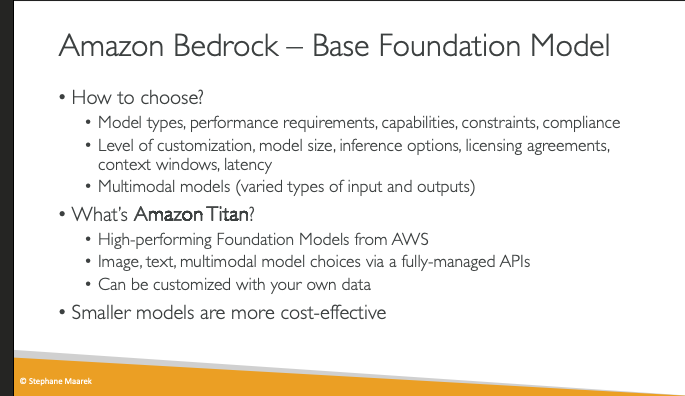 Amazon Bedrock – Base Foundation Model
• How to choose?
• Model types, performance requirements, capabilities, constraints, compliance
• Level of customization, model size, inference options, licensing agreements,
context windows, latency
• Multimodal models (varied types of input and outputs)
• What's Amazon Titan?
• High-performing Foundation Models from AWS
• Image, text, multimodal model choices via a fully-managed APIs
• Can be customized with your own data
• Smaller models are more cost-effective
© Stephane Maarek